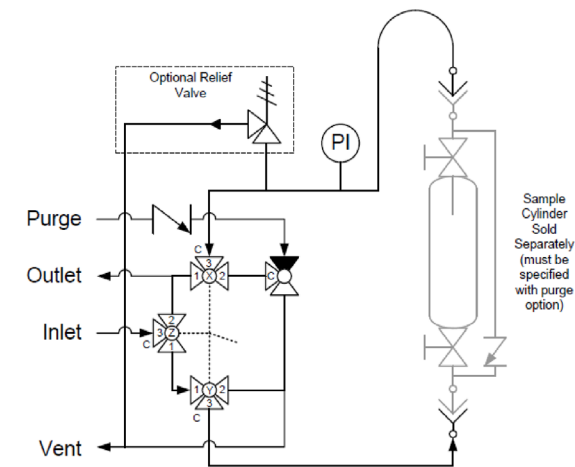 Optional Relief
Valve
PI
Purge
Outlet
Inlet
Vent
C
3
1 X 2
C
2
3 Z
C
1
1 Y 2
3
C
Sample
Cylinder
Sold
Separately
(must be
specified
with purge
option)